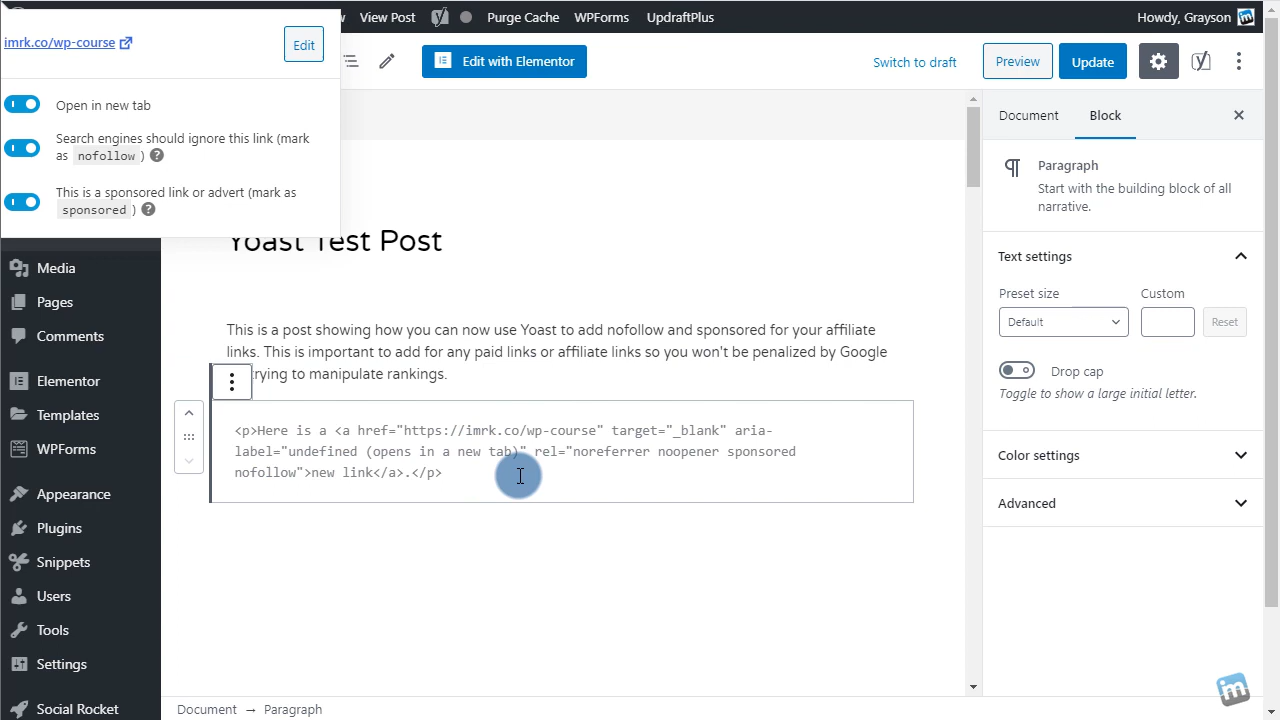 View Post
Purge Cache
WPForms
UpdraftPlus
Howdy, Grayson
imrk.co/wp-course
Edit
Edit with Elementor
Switch to draft
Preview
Update
Open in new tab
Search engines should ignore this link (mark
as nofollow ) ?
This is a sponsored link or advert (mark as
sponsored ) ?
Document
Block
Paragraph
Start with the building block of all
narrative.
Yoast Test Post
Media
Pages
Comments
Elementor
Templates
WPForms
Appearance
Plugins
Snippets
Users
Tools
Settings
Social Rocket
Text settings
Preset size
Custom
Default
Reset
Drop cap
Toggle to show a large initial letter.
Color settings
Advanced
This is a post showing how you can now use Yoast to add nofollow and sponsored for your affiliate
links. This is important to add for any paid links or affiliate links so you won't be penalized by Google
trying to manipulate rankings.
<p>Here is a <a href="https://imrk.co/wp-course" target="_blank" aria-
label="undefined (opens in a new tab)" rel="noreferrer noopener sponsored
nofollow">new link</a>.</p>
Document → Paragraph
im